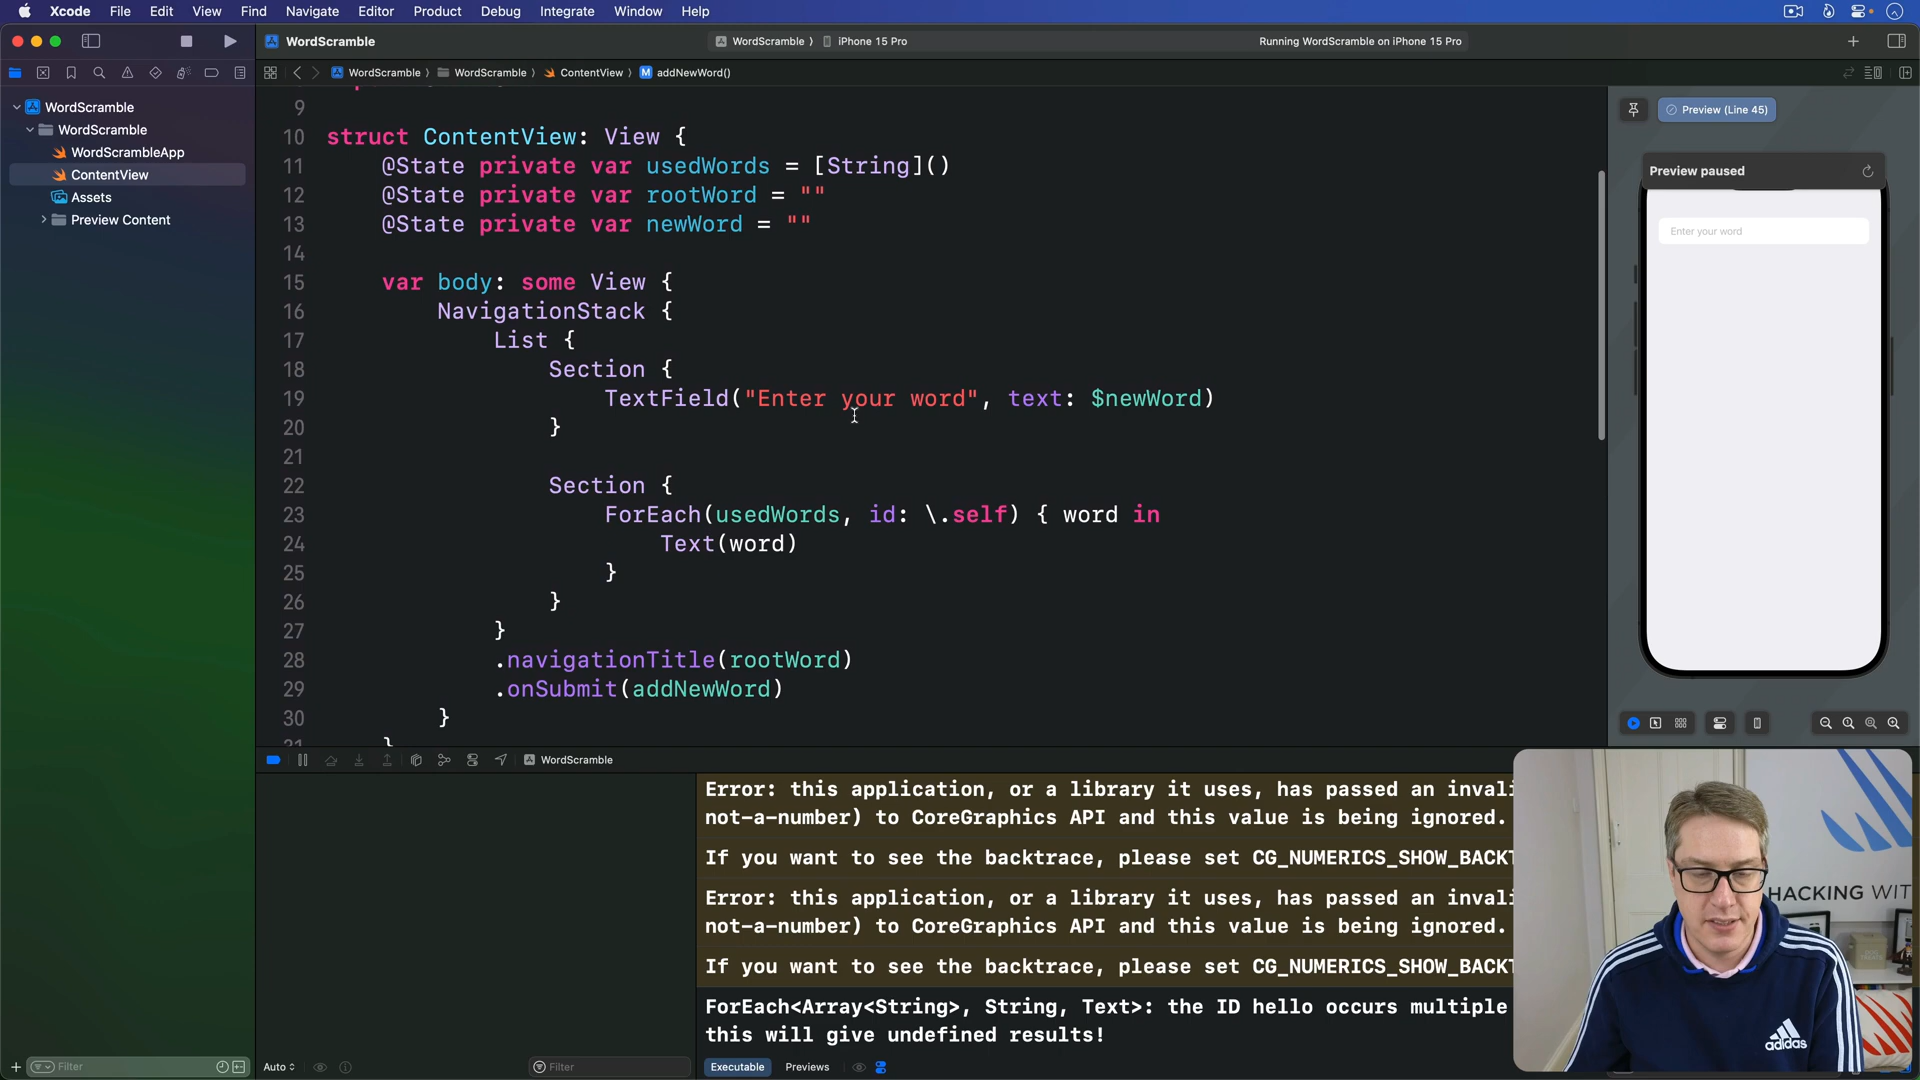 Xcode File Edit View Find Navigate Editor Product Debug Integrate Window Help
WordScramble
WordScramble ⟩ iPhone 15 Pro
Running WordScramble on iPhone 15 Pro
WordScramble ⟩ WordScramble ⟩ ContentView ⟩ M addNewWord()
WordScramble
WordScramble
WordScrambleApp
ContentView
Assets
Preview Content
9
10 struct ContentView: View {
11 @State private var usedWords = [String]()
12 @State private var rootWord = ""
13 @State private var newWord = ""
14
15 var body: some View {
16 NavigationStack {
17 List {
18 Section {
19 TextField("Enter your word", text: $newWord)
20 }
21
22 Section {
23 ForEach(usedWords, id: \.self) { word in
24 Text(word)
25 }
26 }
27 }
28 .navigationTitle(rootWord)
29 .onSubmit(addNewWord)
30 }
31 }
Preview (Line 45)
Preview paused
Enter your word
WordScramble
Error: this application, or a library it uses, has passed an invali
not-a-number) to CoreGraphics API and this value is being ignored.
If you want to see the backtrace, please set CG_NUMERICS_SHOW_BACKT
Error: this application, or a library it uses, has passed an invali
not-a-number) to CoreGraphics API and this value is being ignored.
If you want to see the backtrace, please set CG_NUMERICS_SHOW_BACKT
ForEach<Array<String>, String, Text>: the ID hello occurs multiple
this will give undefined results!
HACKING WIT
adidas
Filter
Auto
Filter
Executable Previews